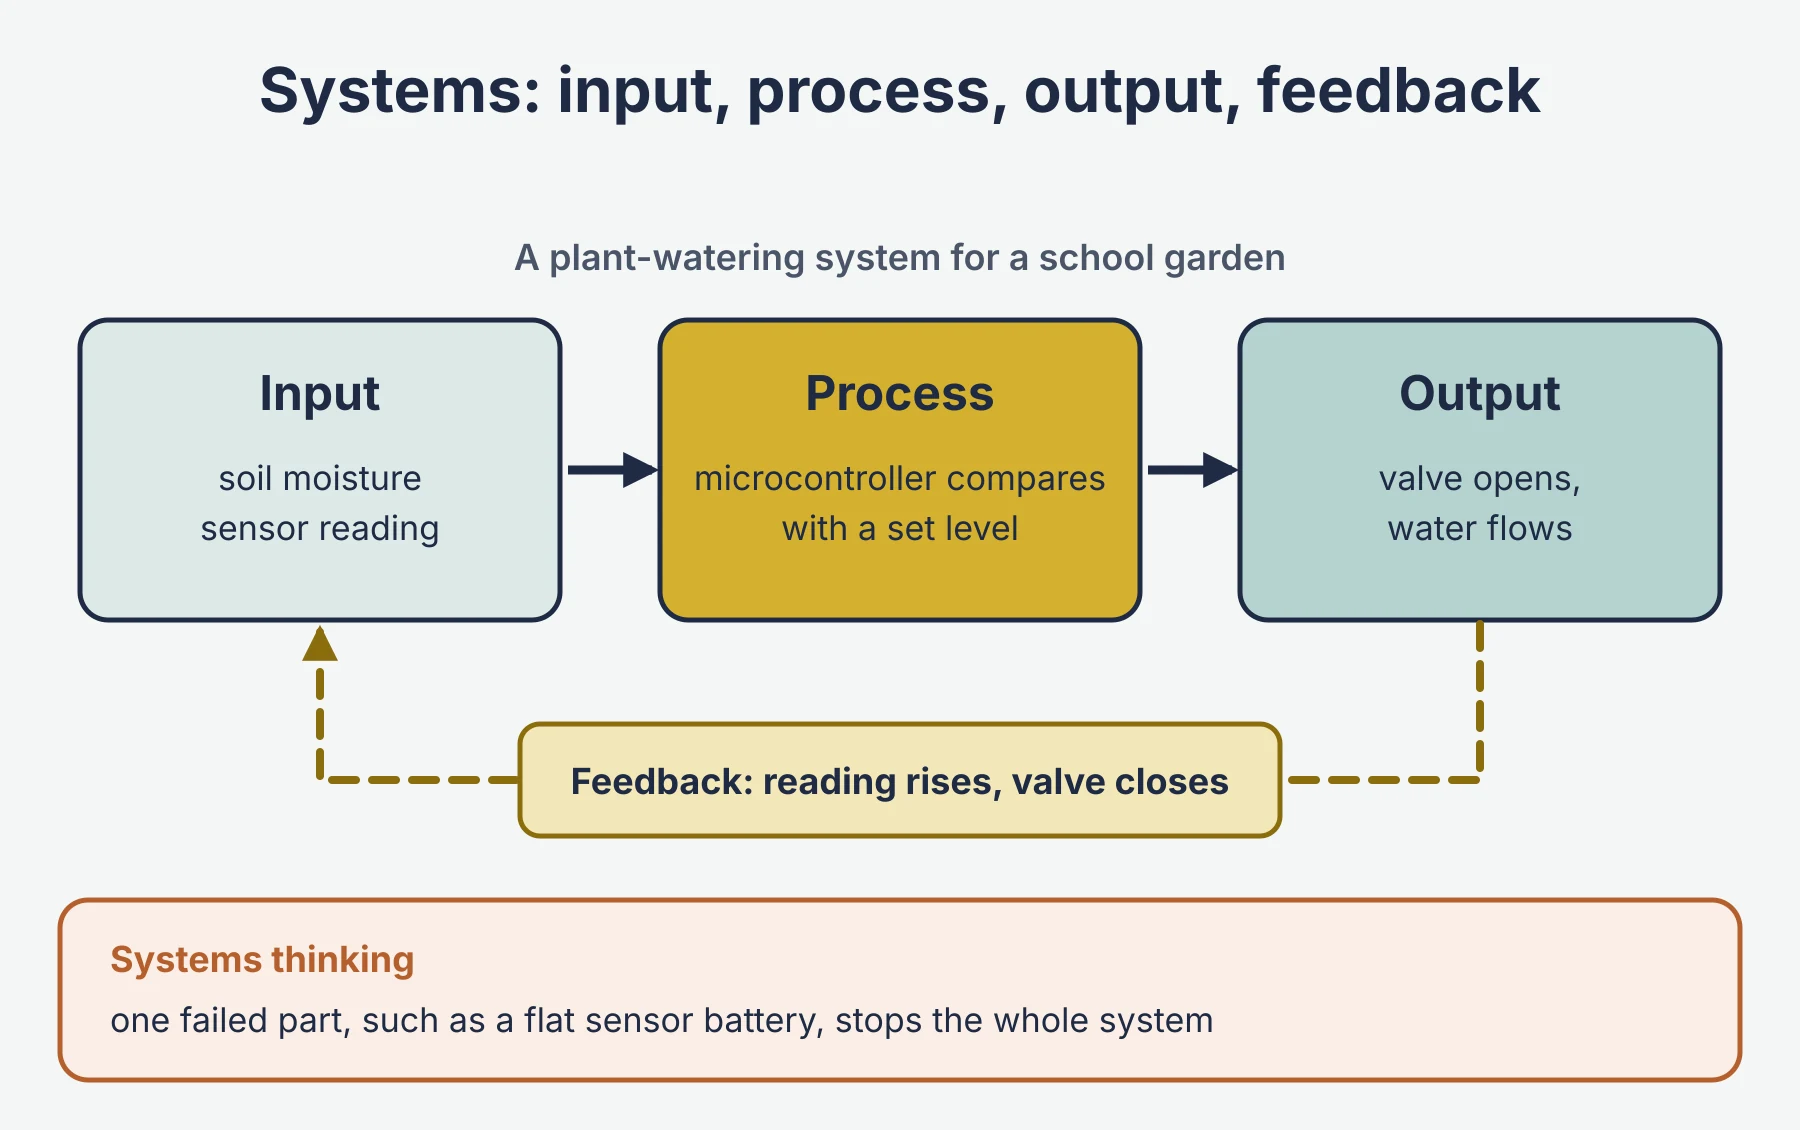 Systems: input, process, output, feedback
A plant-watering system for a school garden
Input
soil moisture
sensor reading
Process
microcontroller compares
with a set level
Output
valve opens,
water flows
Feedback: reading rises, valve closes
Systems thinking
one failed part, such as a flat sensor battery, stops the whole system